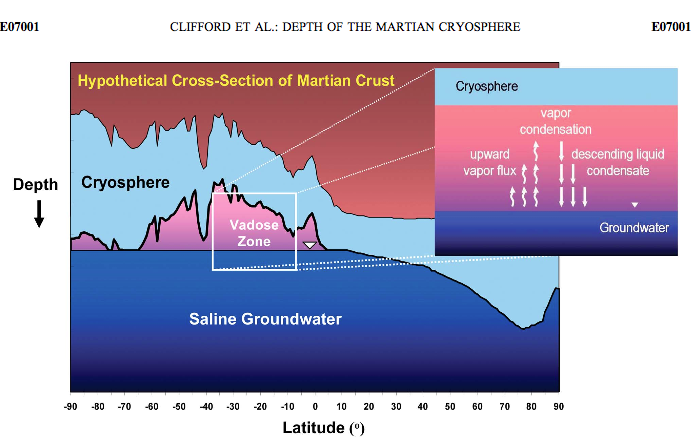 E07001
CLIFFORD ET AL.: DEPTH OF THE MARTIAN CRYOSPHERE
E07001
Hypothetical Cross-Section of Martian Crust
Cryosphere
vapor
condensation
upward
vapor flux
descending liquid
condensate
Groundwater
Depth
Cryosphere
Vadose
Zone
Saline Groundwater
-90 -80 -70 -60 -50 -40 -30 -20 -10 0 10 20 30 40 50 60 70 80 90
Latitude (º)